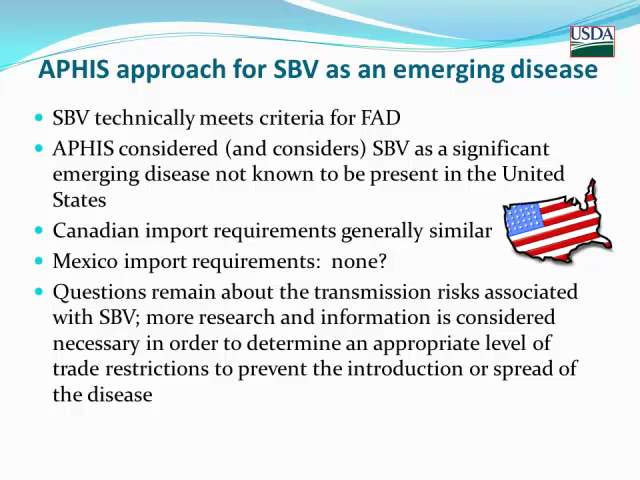 USDA
APHIS approach for SBV as an emerging disease
• SBV technically meets criteria for FAD
• APHIS considered (and considers) SBV as a significant
emerging disease not known to be present in the United
States
• Canadian import requirements generally similar
• Mexico import requirements:  none?
• Questions remain about the transmission risks associated
with SBV; more research and information is considered
necessary in order to determine an appropriate level of
trade restrictions to prevent the introduction or spread of
the disease